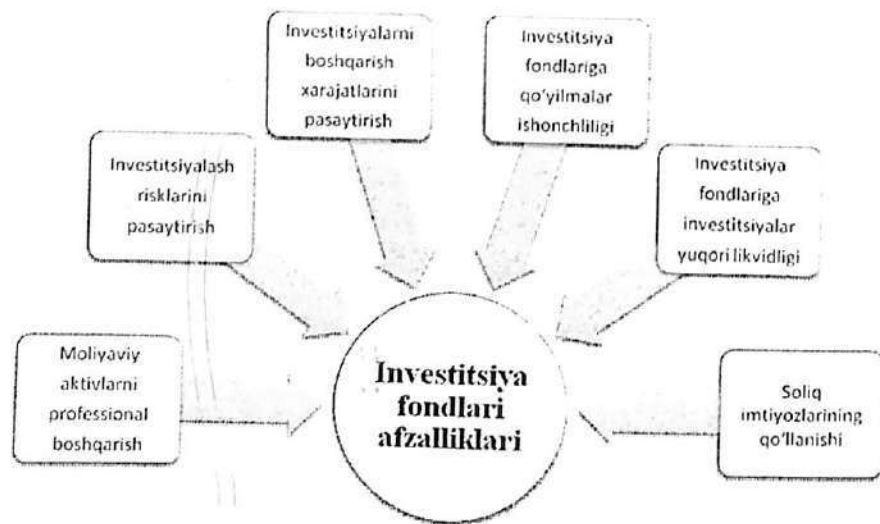 Investitsiyalarni
boshqarish
xarajatlarini
pasaytirish
Investitsiya
fondlariga
qo'yilmalar
ishonchliligi
Investitsiyalash
risklarini
pasaytirish
Investitsiya
fondlariga
investitsiyalar
yuqori likvidligi
Moliyaviy
aktivlarni
professional
boshqarish
Investitsiya
fondlari
afzalliklari
Soliq
imtiyozlarining
qo'llanishi